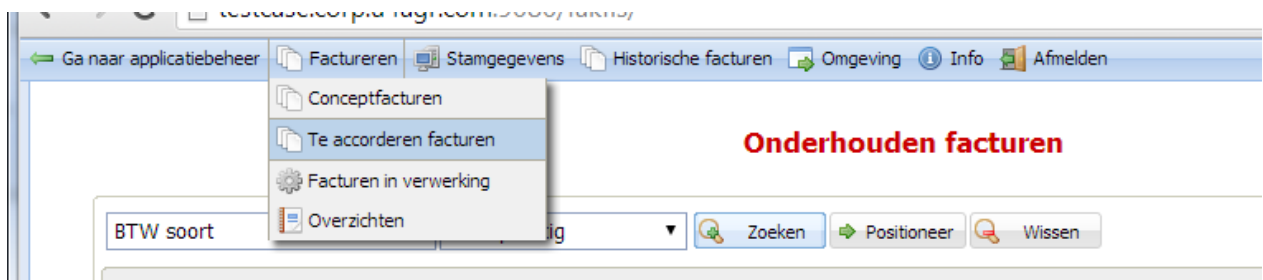 Ga naar applicatiebeheer Factureren Stamgegevens Historische facturen Omgeving Info Afmelden
Conceptfacturen
Te accorderen facturen
Onderhouden facturen
Facturen in verwerking
Overzichten
BTW soort Zoeken Positioneer Wissen